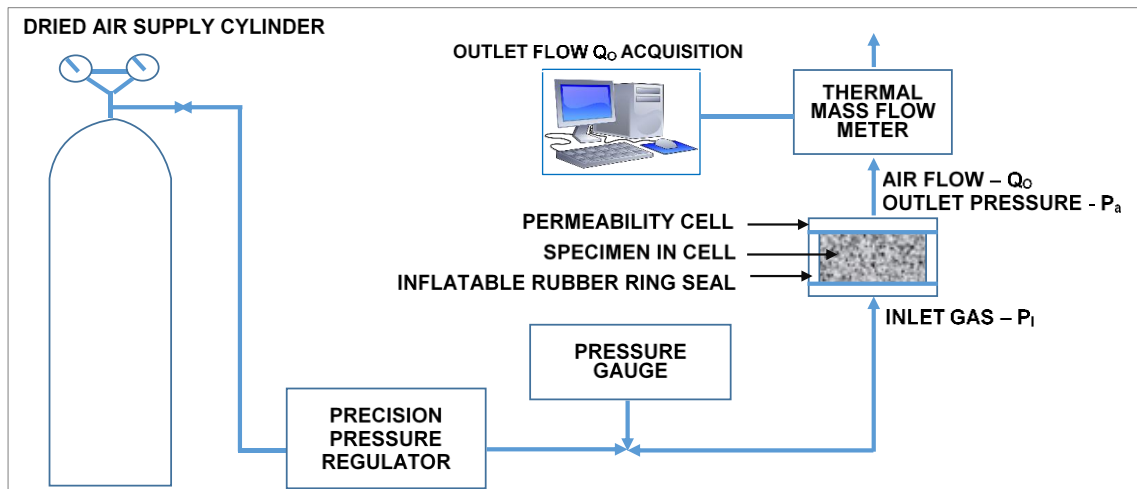 DRIED AIR SUPPLY CYLINDER
OUTLET FLOW Qₒ ACQUISITION
THERMAL
MASS FLOW
METER
AIR FLOW – Qₒ
OUTLET PRESSURE - Pₐ
PERMEABILITY CELL
SPECIMEN IN CELL
INFLATABLE RUBBER RING SEAL
INLET GAS – Pₗ
PRESSURE
GAUGE
PRECISION
PRESSURE
REGULATOR